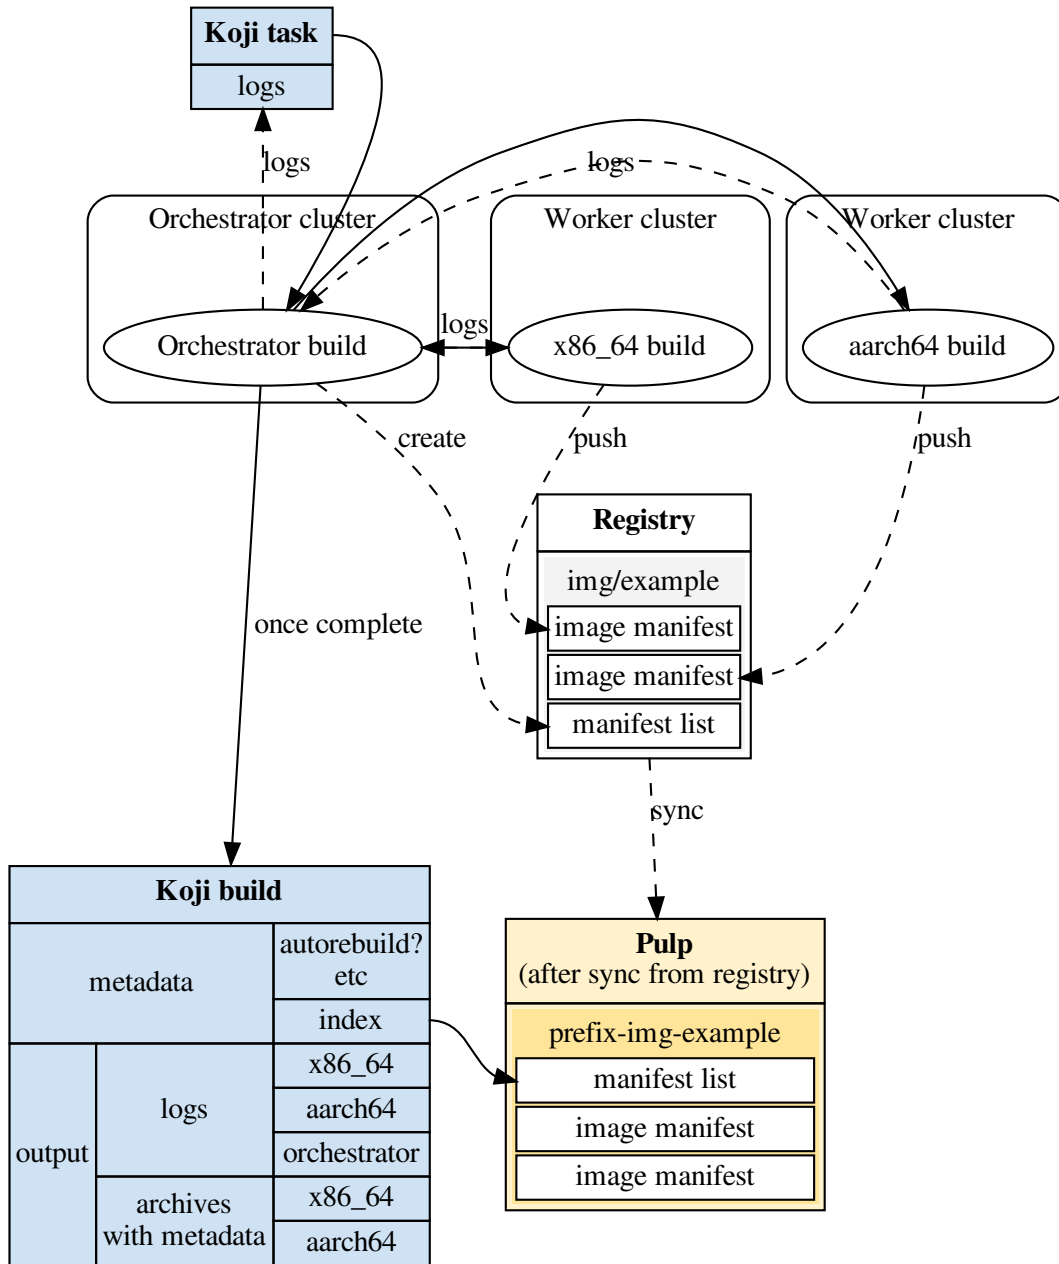 Koji task
logs
logs
logs
Orchestrator cluster
Worker cluster
Worker cluster
logs
Orchestrator build
x86_64 build
aarch64 build
create
push
push
Registry
img/example
image manifest
once complete
image manifest
manifest list
sync
Koji build
metadata
autorebuild?
etc
index
output
logs
x86_64
aarch64
orchestrator
archives
with metadata
x86_64
aarch64
Pulp
(after sync from registry)
prefix-img-example
manifest list
image manifest
image manifest